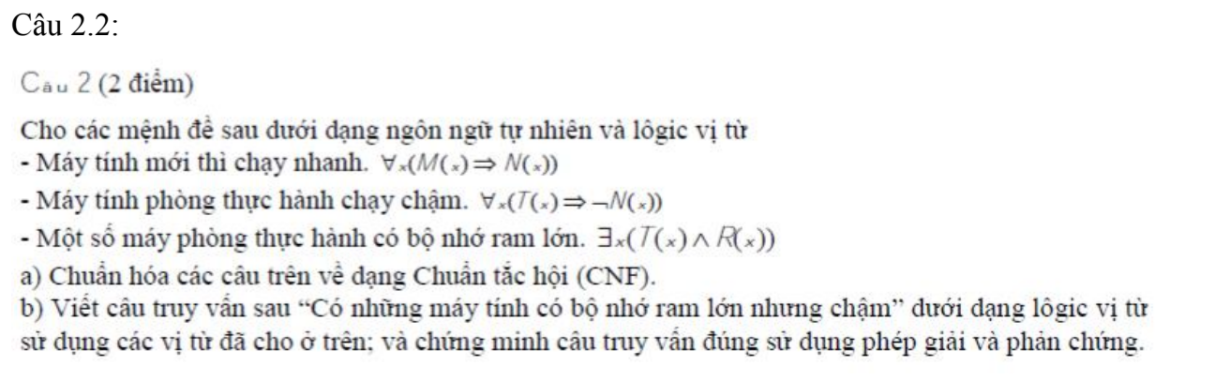 Câu 2.2:
Câu 2 (2 điểm)
Cho các mệnh đề sau dưới dạng ngôn ngữ tự nhiên và lôgic vị từ
- Máy tính mới thì chạy nhanh. ∀x(M(x)⇒ N(x))
- Máy tính phòng thực hành chạy chậm. ∀x(T(x)⇒¬N(x))
- Một số máy phòng thực hành có bộ nhớ ram lớn. ∃x(T(x)∧ R(x))
a) Chuẩn hóa các câu trên về dạng Chuẩn tắc hội (CNF).
b) Viết câu truy vấn sau “Có những máy tính có bộ nhớ ram lớn nhưng chậm” dưới dạng lôgic vị từ
sử dụng các vị từ đã cho ở trên; và chứng minh câu truy vấn đúng sử dụng phép giải và phản chứng.